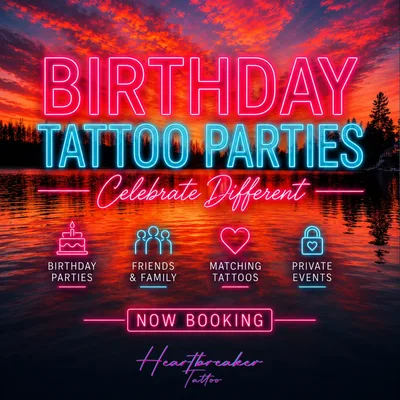 BIRTHDAY
TATTOO PARTIES
Celebrate Different
BIRTHDAY
PARTIES
FRIENDS
& FAMILY
MATCHING
TATTOOS
PRIVATE
EVENTS
NOW BOOKING
Heartbreaker
Tattoo